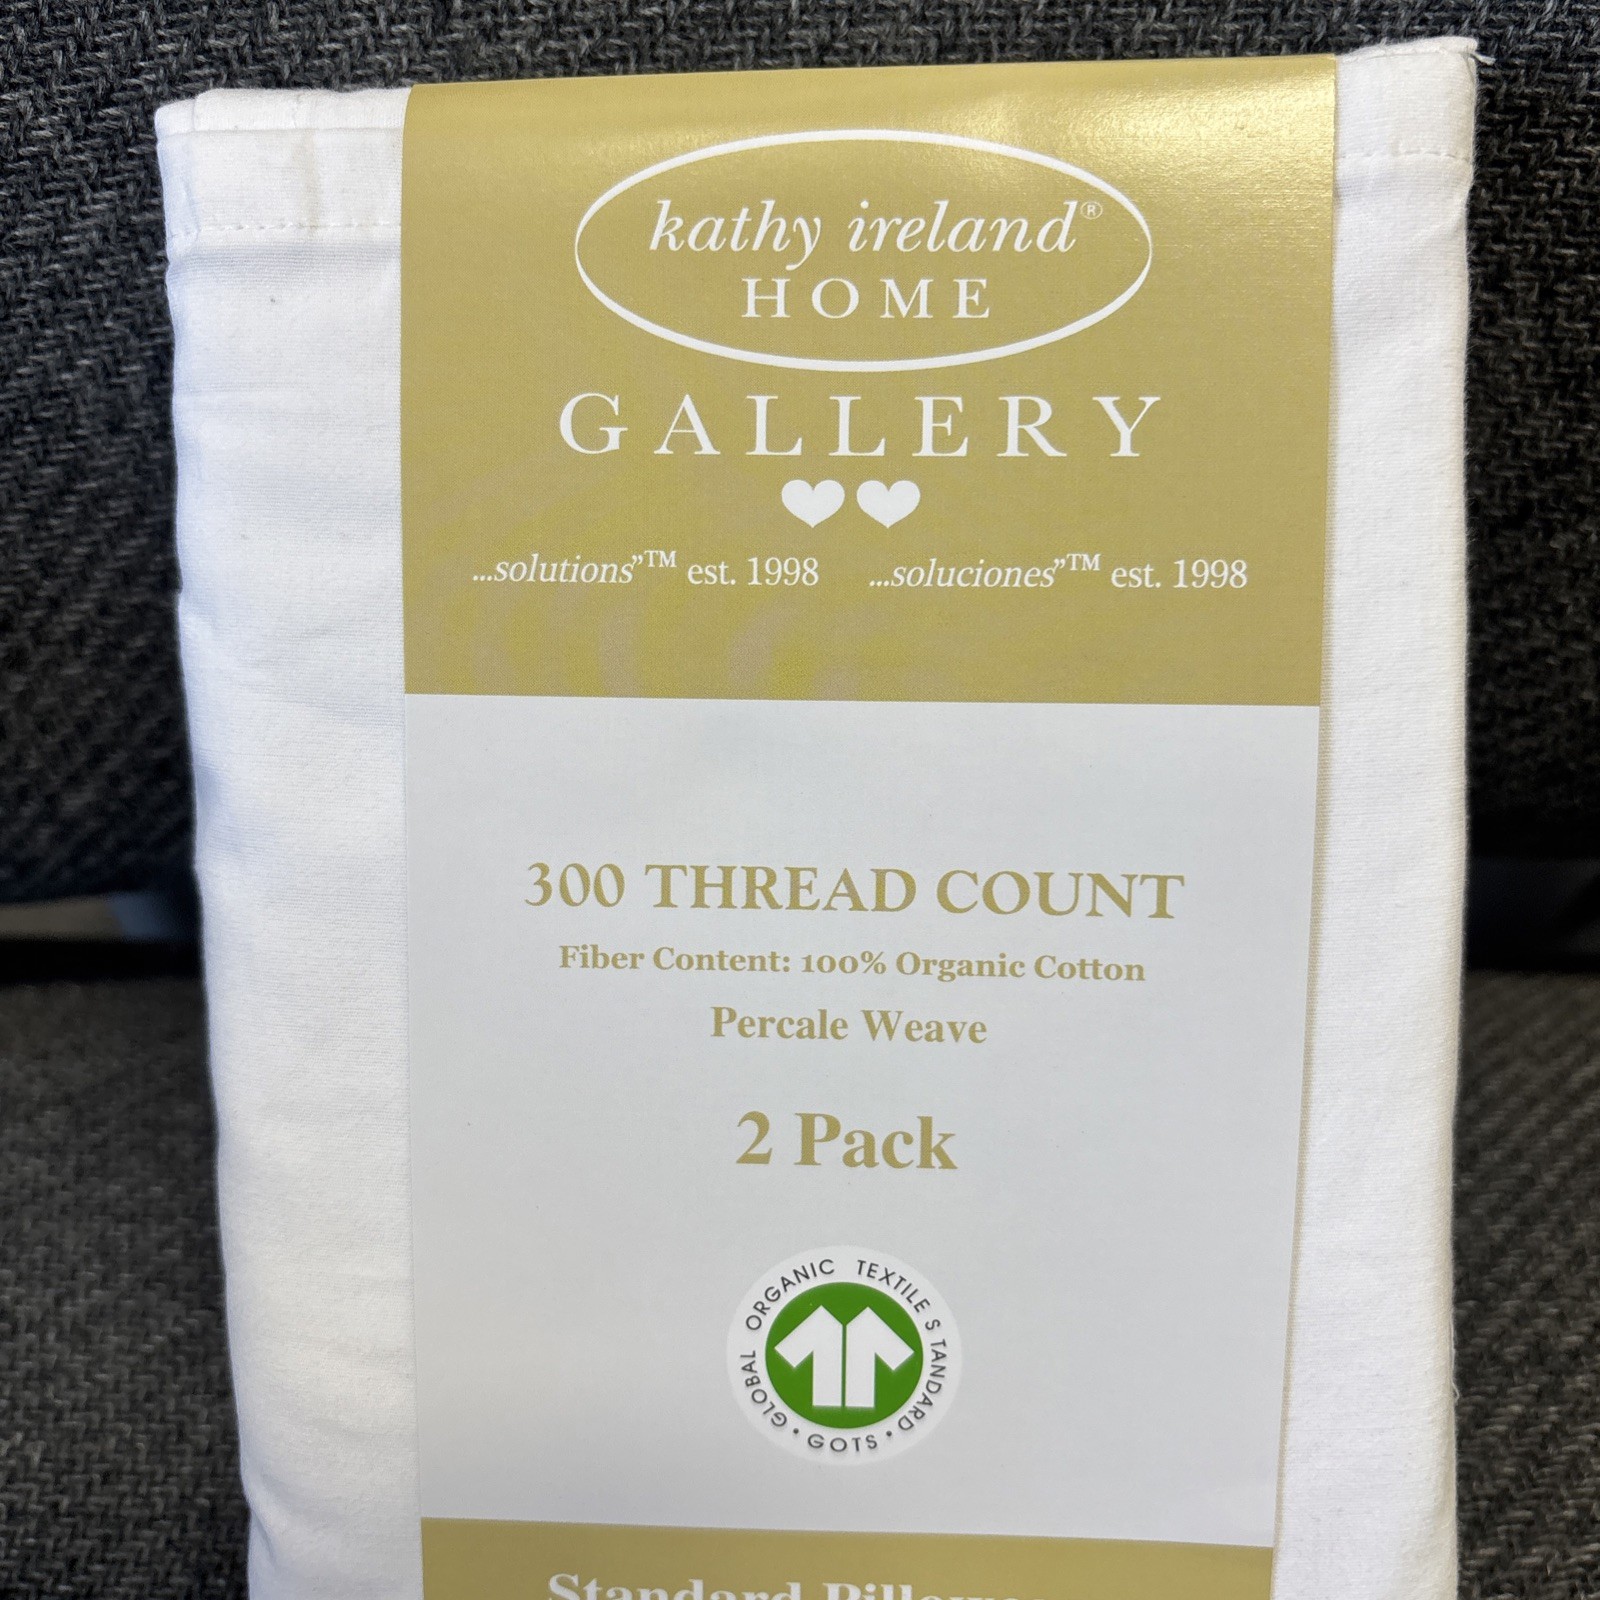 kathy ireland®
HOME
GALLERY
...solutions”™ est. 1998 ...soluciones”™ est. 1998
300 THREAD COUNT
Fiber Content: 100% Organic Cotton
Percale Weave
2 Pack
GLOBAL ORGANIC TEXTILE STANDARD • GOTS •
Standard